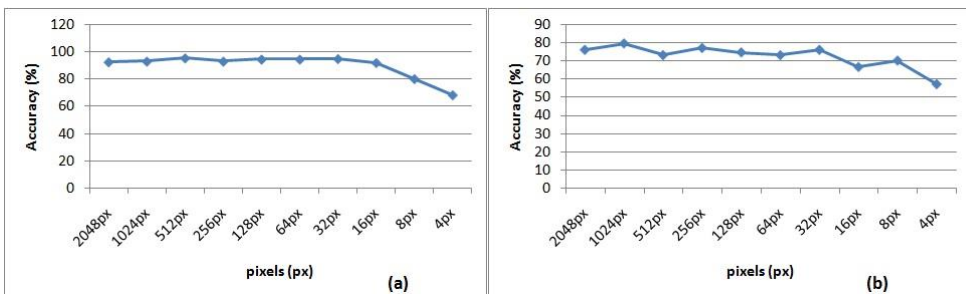 120
100
80
60
40
20
0
Accuracy (%)
2048px
1024px
512px
256px
128px
64px
32px
16px
8px
4px
pixels (px)
(a)
90
80
70
60
50
40
30
20
10
0
Accuracy (%)
2048px
1024px
512px
256px
128px
64px
32px
16px
8px
4px
pixels (px)
(b)